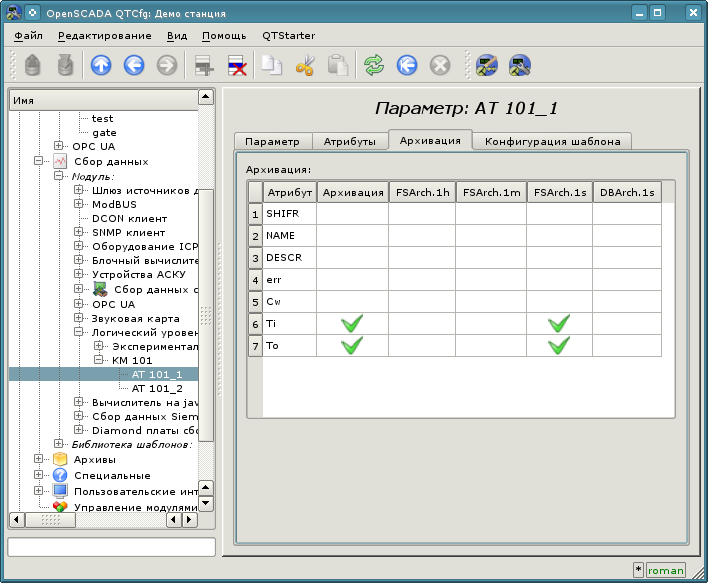 OpenSCADA QTCfg: Демо станция
Файл Редактирование Вид Помощь QTStarter
Имя
test
gate
OPC UA
Сбор данных
Модуль:
Шлюз источников д
ModBUS
DCON клиент
SNMP клиент
Оборудование ICP
Блочный вычислите
Устройства АСКУ
Сбор данных с
OPC UA
Звуковая карта
Логический уровен
Эксперимента
КМ 101
AT 101_1
AT 101_2
Вычислитель на jav
Сбор данных Siem
Diamond платы сбо
Библиотека шаблонов:
Архивы
Специальные
Пользовательские инт
Управление модулями
Параметр: AT 101_1
Параметр Атрибуты Архивация Конфигурация шаблона
Архивация:
Атрибут Архивация FSArch.1h FSArch.1m FSArch.1s DBArch.1s
1 SHIFR
2 NAME
3 DESCR
4 err
5 Cw
6 Ti
7 To
* roman